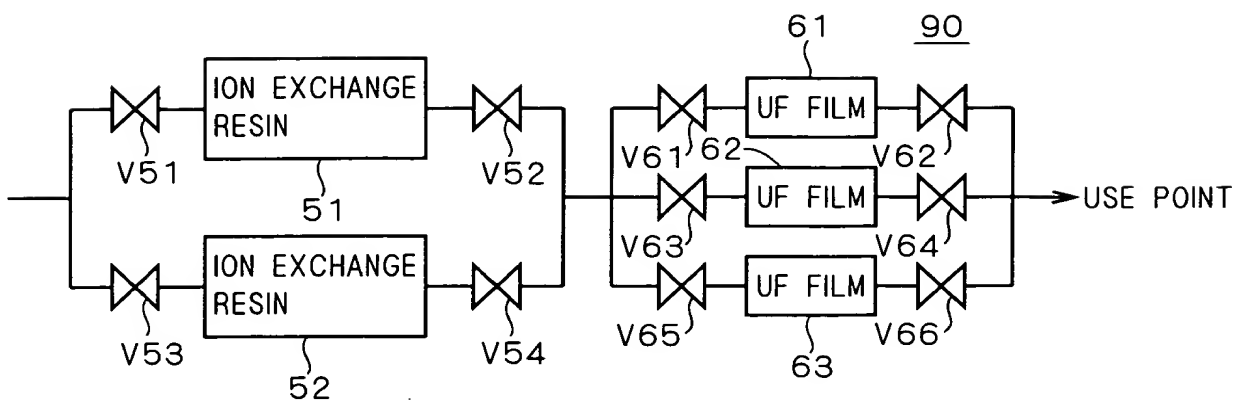 61
90
ION EXCHANGE
RESIN
UF FILM
V51
V52
V61
62
V62
51
UF FILM
USE POINT
V63
V64
ION EXCHANGE
RESIN
UF FILM
V53
V54
V65
V66
52
63